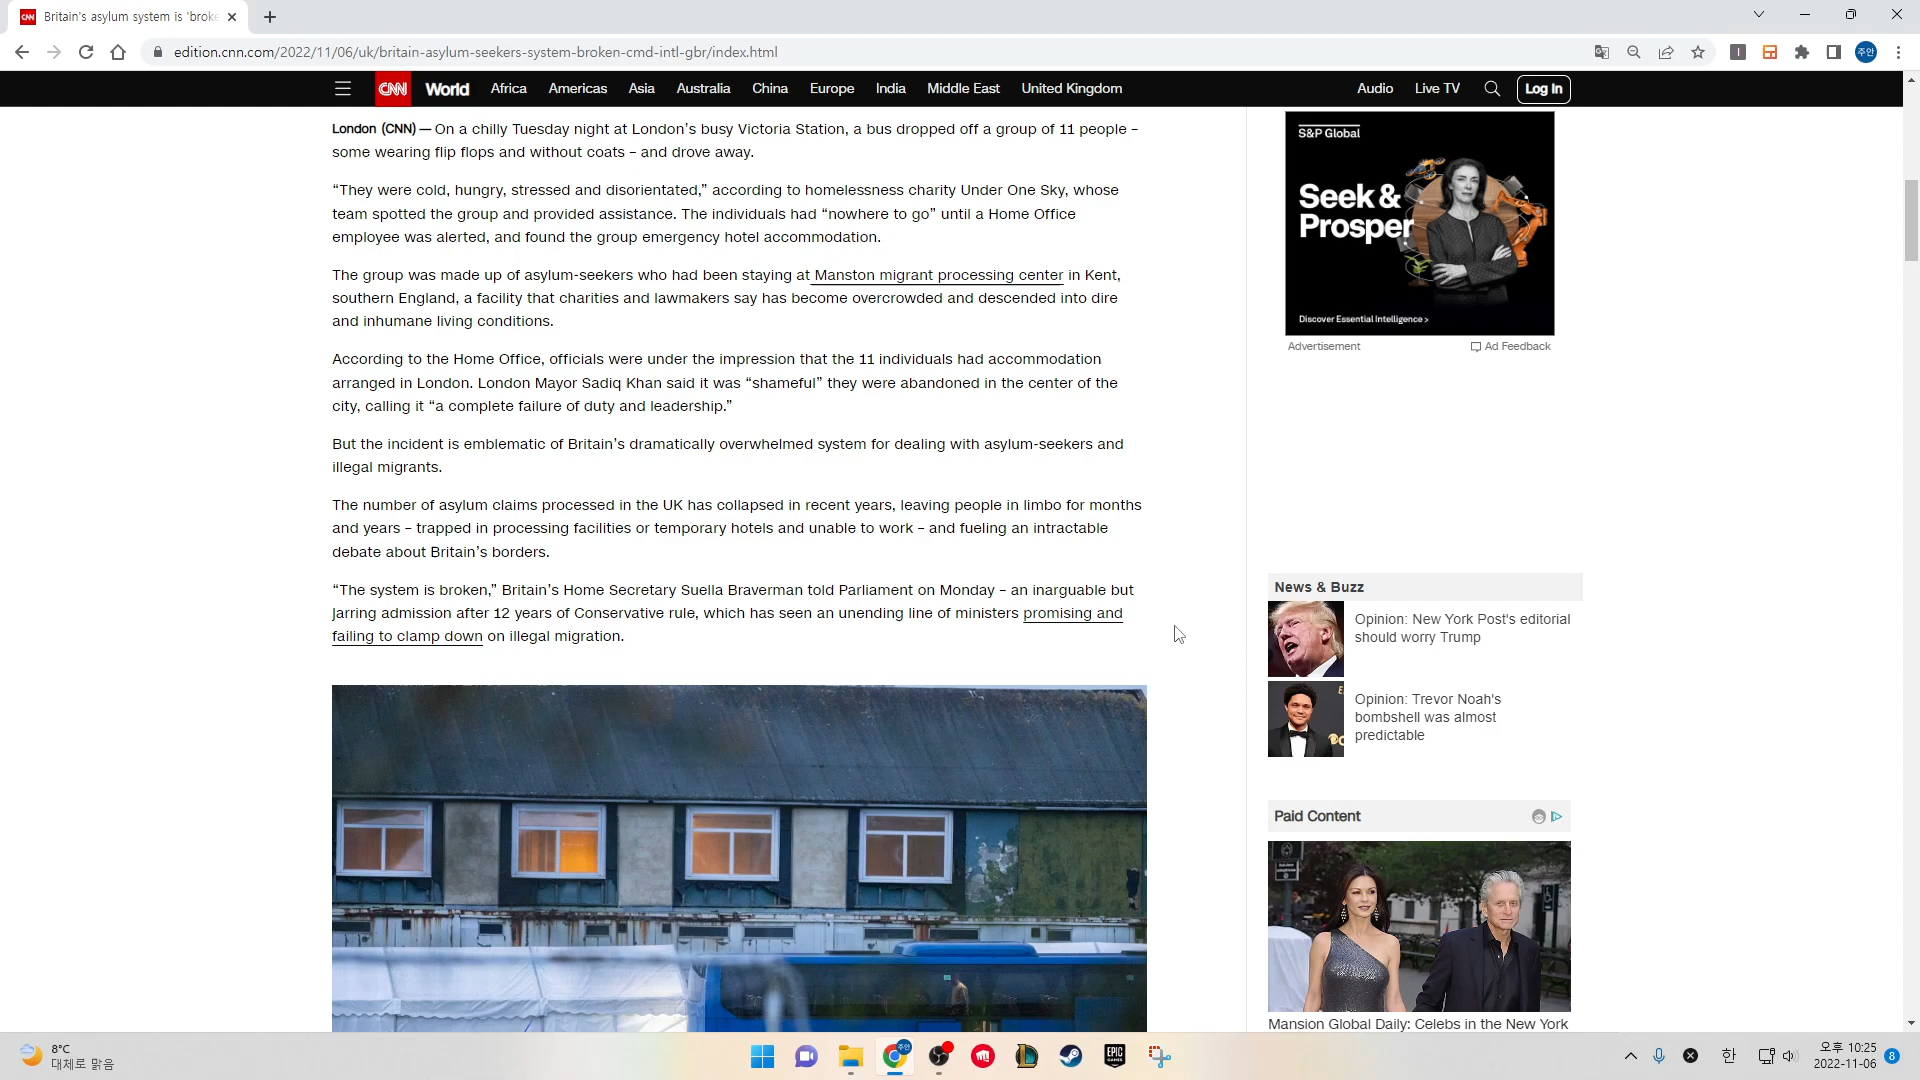 Britain's asylum system is 'broke
edition.cnn.com/2022/11/06/uk/britain-asylum-seekers-system-broken-cmd-intl-gbr/index.html
주안
CNN World Africa Americas Asia Australia China Europe India Middle East United Kingdom Audio Live TV Log In
London (CNN) — On a chilly Tuesday night at London's busy Victoria Station, a bus dropped off a group of 11 people –
some wearing flip flops and without coats – and drove away.
“They were cold, hungry, stressed and disorientated,” according to homelessness charity Under One Sky, whose
team spotted the group and provided assistance. The individuals had “nowhere to go” until a Home Office
employee was alerted, and found the group emergency hotel accommodation.
The group was made up of asylum-seekers who had been staying at Manston migrant processing center in Kent,
southern England, a facility that charities and lawmakers say has become overcrowded and descended into dire
and inhumane living conditions.
According to the Home Office, officials were under the impression that the 11 individuals had accommodation
arranged in London. London Mayor Sadiq Khan said it was “shameful” they were abandoned in the center of the
city, calling it “a complete failure of duty and leadership.”
But the incident is emblematic of Britain's dramatically overwhelmed system for dealing with asylum-seekers and
illegal migrants.
The number of asylum claims processed in the UK has collapsed in recent years, leaving people in limbo for months
and years – trapped in processing facilities or temporary hotels and unable to work – and fueling an intractable
debate about Britain's borders.
“The system is broken,” Britain's Home Secretary Suella Braverman told Parliament on Monday – an inarguable but
jarring admission after 12 years of Conservative rule, which has seen an unending line of ministers promising and
failing to clamp down on illegal migration.
S&P Global
Seek &
Prosper
Discover Essential Intelligence >
Advertisement Ad Feedback
News & Buzz
Opinion: New York Post's editorial
should worry Trump
Opinion: Trevor Noah's
bombshell was almost
predictable
Paid Content
Mansion Global Daily: Celebs in the New York
8°C
대체로 맑음
주안
EPIC
GAMES
한
오후 10:25
2022-11-06
8